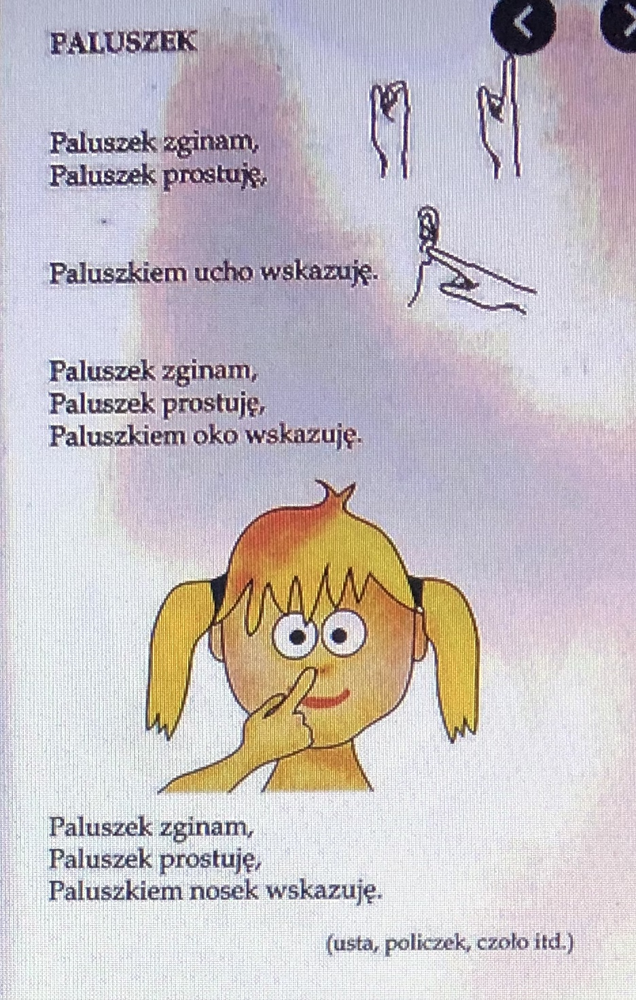 PALUSZEK
Paluszek zginam,
Paluszek prostuję,
Paluszkiem ucho wskazuję.
Paluszek zginam,
Paluszek prostuję,
Paluszkiem oko wskazuję.
Paluszek zginam,
Paluszek prostuję,
Paluszkiem nosek wskazuję.
(usta, policzek, czoło itd.)